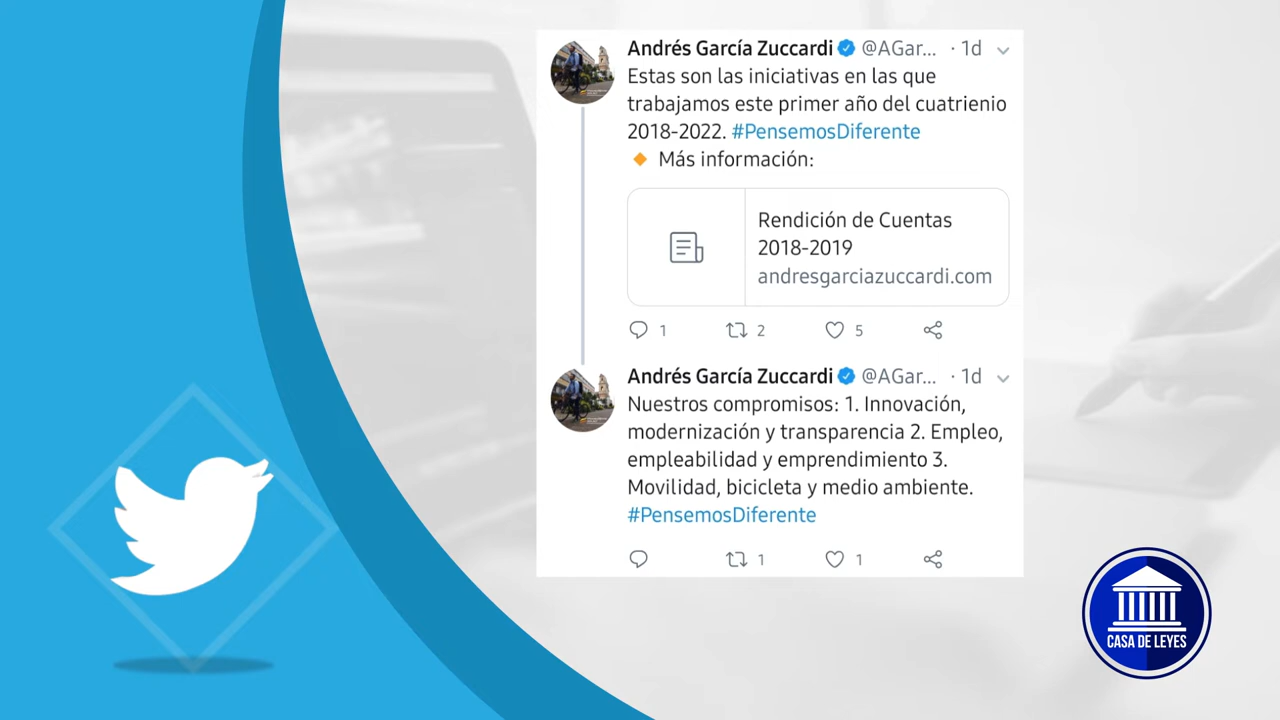 Andrés García Zuccardi @AGar... · 1d
Estas son las iniciativas en las que
trabajamos este primer año del cuatrienio
2018-2022. #PensemosDiferente
🔸 Más información:
Rendición de Cuentas
2018-2019
andresgarciazuccardi.com
1 2 5
Andrés García Zuccardi @AGar... · 1d
Nuestros compromisos: 1. Innovación,
modernización y transparencia 2. Empleo,
empleabilidad y emprendimiento 3.
Movilidad, bicicleta y medio ambiente.
#PensemosDiferente
1 1
CASA DE LEYES